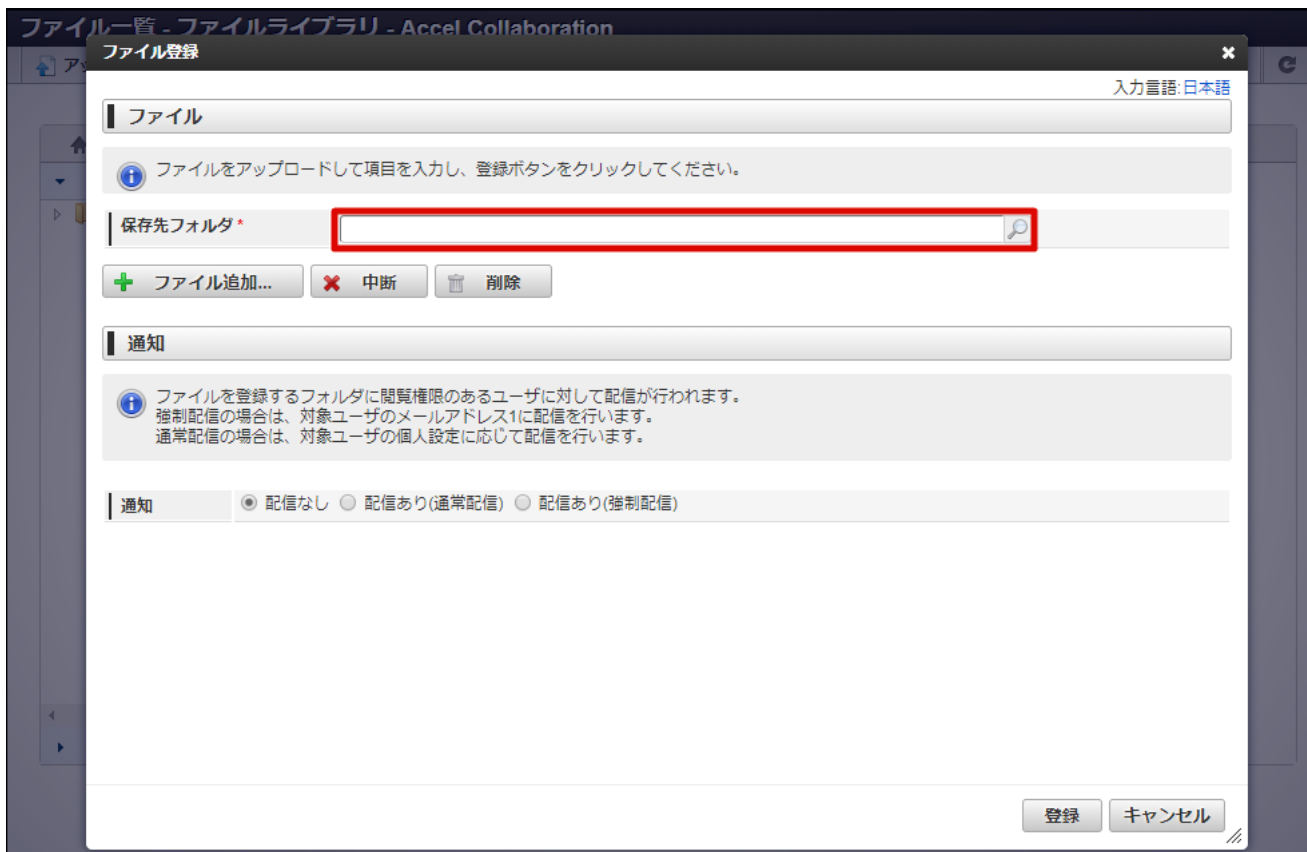 ファイル一覧 - ファイルライブラリ - Accel Collaboration
アッ
ファイル登録
入力言語:日本語
ファイル
ファイルをアップロードして項目を入力し、登録ボタンをクリックしてください。
保存先フォルダ*
ファイル追加... 中断 削除
通知
ファイルを登録するフォルダに閲覧権限のあるユーザに対して配信が行われます。
強制配信の場合は、対象ユーザのメールアドレス1に配信を行います。
通常配信の場合は、対象ユーザの個人設定に応じて配信を行います。
通知 配信なし 配信あり(通常配信) 配信あり(強制配信)
登録 キャンセル